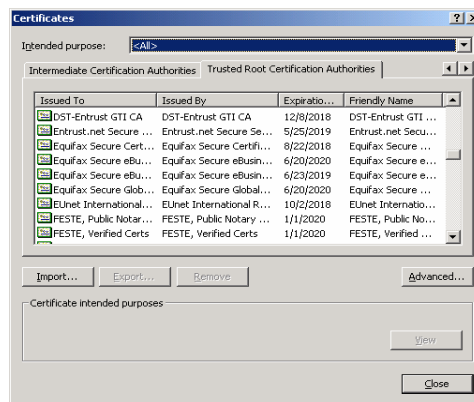 Certificates
Intended purpose: <All>
Intermediate Certification Authorities Trusted Root Certification Authorities
Issued To Issued By Expiratio... Friendly Name
DST-Entrust GTI CA DST-Entrust GTI CA 12/8/2018 DST-Entrust GTI ...
Entrust.net Secure ... Entrust.net Secure Se... 5/25/2019 Entrust.net Secu...
Equifax Secure Cert... Equifax Secure Certifi... 8/22/2018 Equifax Secure ...
Equifax Secure eBu... Equifax Secure eBusin... 6/20/2020 Equifax Secure e...
Equifax Secure eBu... Equifax Secure eBusin... 6/23/2019 Equifax Secure e...
Equifax Secure Glob... Equifax Secure Global... 6/20/2020 Equifax Secure ...
EUnet International... EUnet International R... 10/2/2018 EUnet Internatio...
FESTE, Public Notar... FESTE, Public Notary ... 1/1/2020 FESTE, Public No...
FESTE, Verified Certs FESTE, Verified Certs 1/1/2020 FESTE, Verified ...
Import... Export... Remove Advanced...
Certificate intended purposes
View
Close